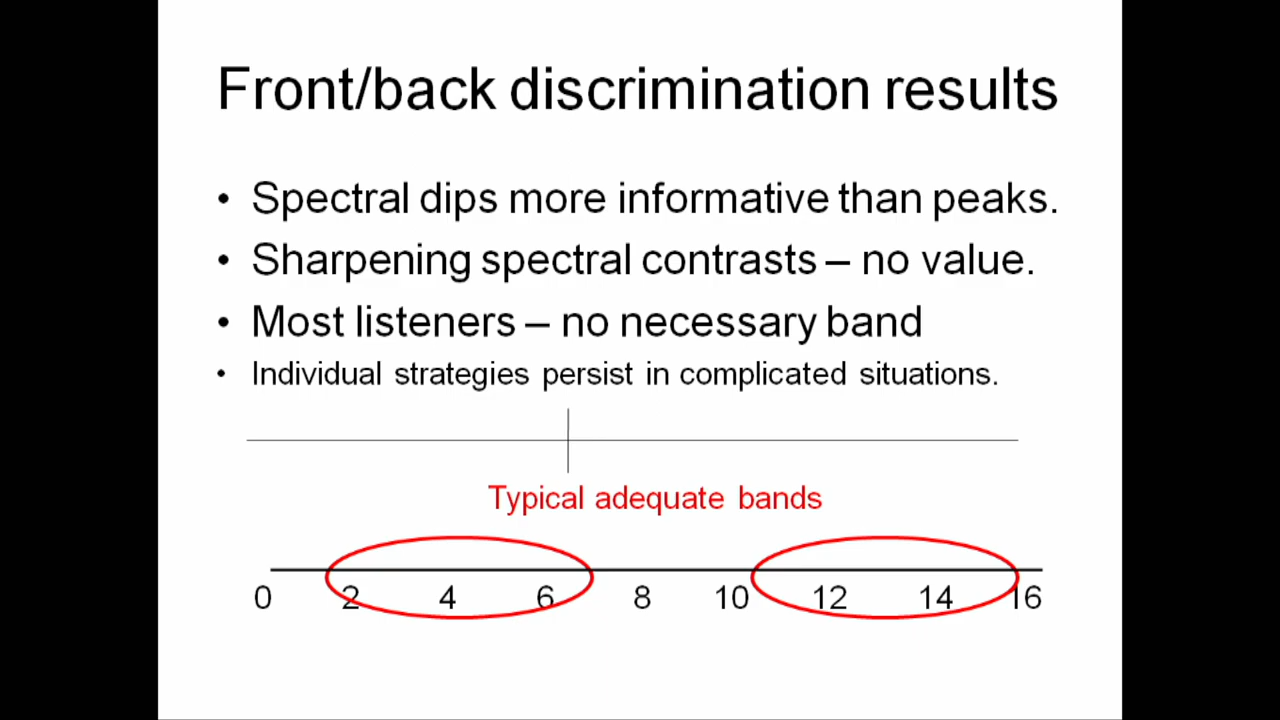 Front/back discrimination results
• Spectral dips more informative than peaks.
• Sharpening spectral contrasts – no value.
• Most listeners – no necessary band
• Individual strategies persist in complicated situations.
Typical adequate bands
0 2 4 6 8 10 12 14 16